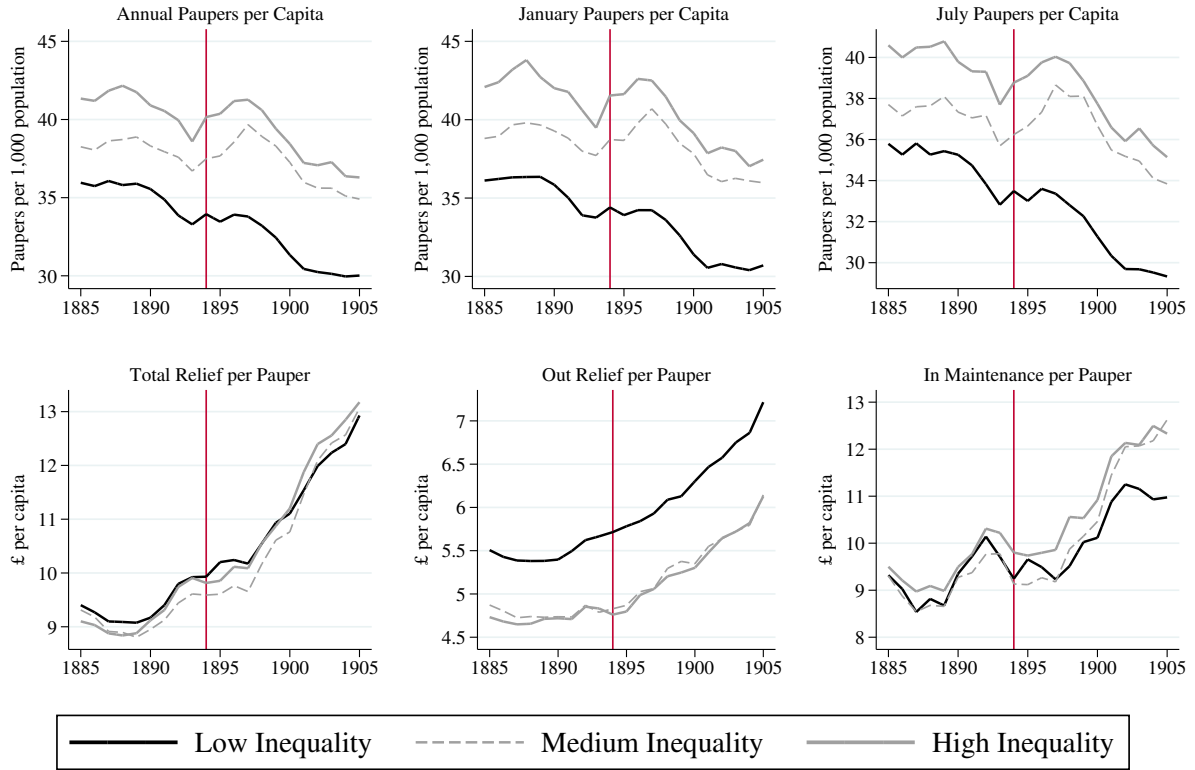 Annual Paupers per Capita
Paupers per 1,000 population
45
40
35
30
1885 1890 1895 1900 1905
January Paupers per Capita
Paupers per 1,000 population
45
40
35
30
1885 1890 1895 1900 1905
July Paupers per Capita
Paupers per 1,000 population
40
38
36
34
32
30
1885 1890 1895 1900 1905
Total Relief per Pauper
£ per capita
13
12
11
10
9
1885 1890 1895 1900 1905
Out Relief per Pauper
£ per capita
7
6.5
6
5.5
5
4.5
1885 1890 1895 1900 1905
In Maintenance per Pauper
£ per capita
13
12
11
10
9
8
1885 1890 1895 1900 1905
Low Inequality Medium Inequality High Inequality